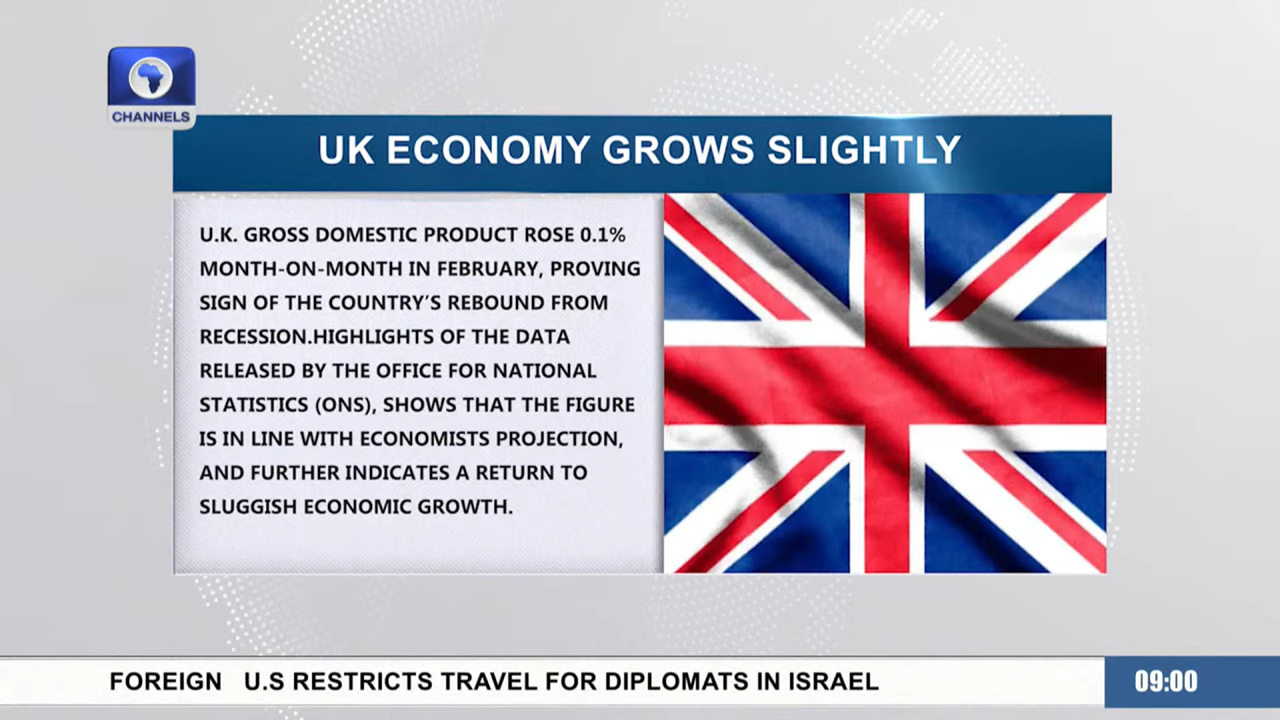 CHANNELS
UK ECONOMY GROWS SLIGHTLY
U.K. GROSS DOMESTIC PRODUCT ROSE 0.1%
MONTH-ON-MONTH IN FEBRUARY, PROVING
SIGN OF THE COUNTRY'S REBOUND FROM
RECESSION.HIGHLIGHTS OF THE DATA
RELEASED BY THE OFFICE FOR NATIONAL
STATISTICS (ONS), SHOWS THAT THE FIGURE
IS IN LINE WITH ECONOMISTS PROJECTION,
AND FURTHER INDICATES A RETURN TO
SLUGGISH ECONOMIC GROWTH.
FOREIGN U.S RESTRICTS TRAVEL FOR DIPLOMATS IN ISRAEL
09:00